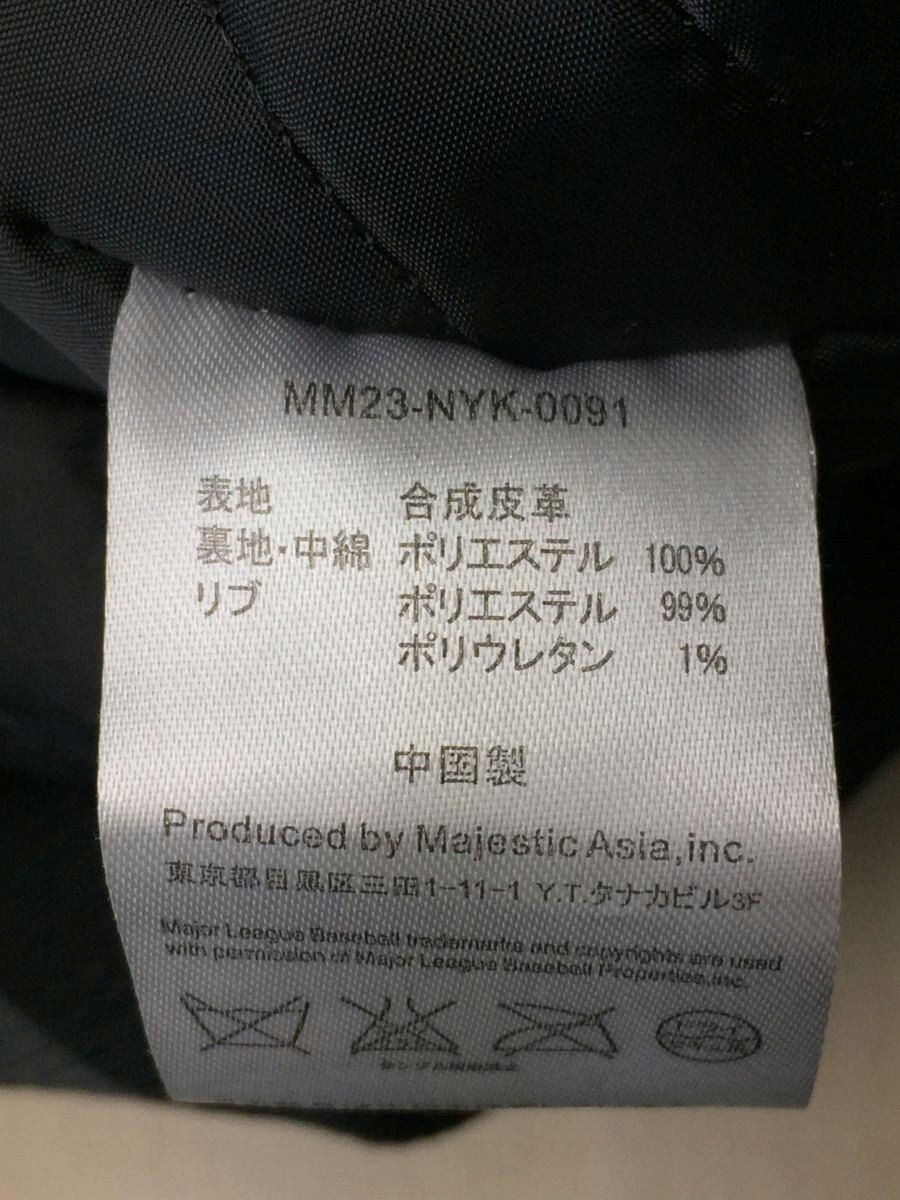 MM23-NYK-0091
表地 合成皮革
裏地・中綿 ポリエステル 100%
リブ ポリエステル 99%
ポリウレタン 1%
中国製
Produced by Majestic Asia,inc.
東京都目黒区三田1-11-1 Y.T.タナカビル3F
Major League Baseball trademarks and copyrights are used
with permission of Major League Baseball Properties,inc.